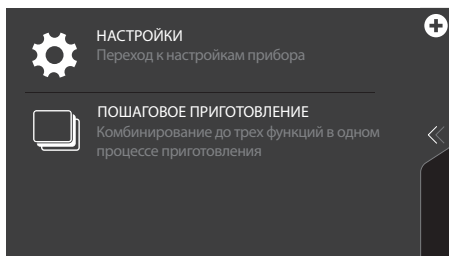 НАСТРОЙКИ
Переход к настройкам прибора
ПОШАГОВОЕ ПРИГОТОВЛЕНИЕ
Комбинирование до трех функций в одном
процессе приготовления